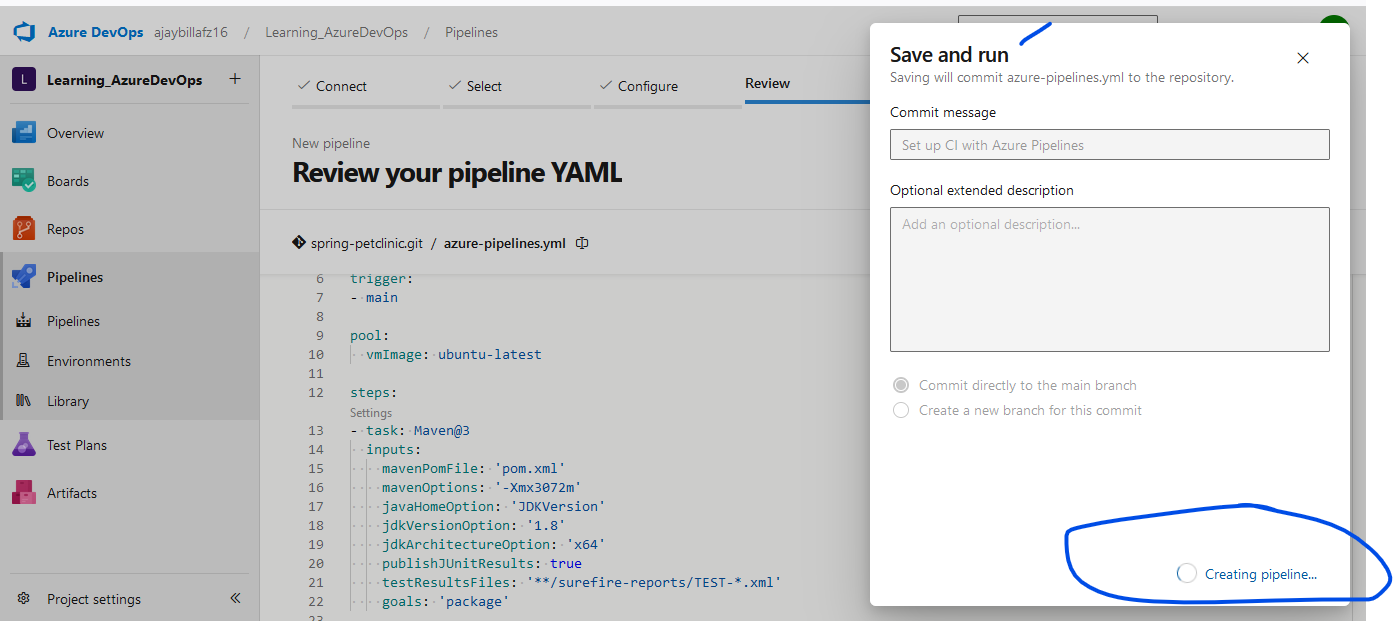 Azure DevOps ajaybillafz16 / Learning_AzureDevOps / Pipelines
L Learning_AzureDevOps +
Overview
Boards
Repos
Pipelines
Pipelines
Environments
Library
Test Plans
Artifacts
Project settings
Connect
Select
Configure
Review
New pipeline
Review your pipeline YAML
spring-petclinic.git / azure-pipelines.yml
6 trigger:
7 - main
8
9 pool:
10 vmImage: ubuntu-latest
11
12 steps:
Settings
13 - task: Maven@3
14 inputs:
15 mavenPomFile: 'pom.xml'
16 mavenOptions: '-Xmx3072m'
17 javaHomeOption: 'JDKVersion'
18 jdkVersionOption: '1.8'
19 jdkArchitectureOption: 'x64'
20 publishJUnitResults: true
21 testResultsFiles: '**/surefire-reports/TEST-*.xml'
22 goals: 'package'
23
Save and run
Saving will commit azure-pipelines.yml to the repository.
Commit message
Set up CI with Azure Pipelines
Optional extended description
Add an optional description...
Commit directly to the main branch
Create a new branch for this commit
Creating pipeline...